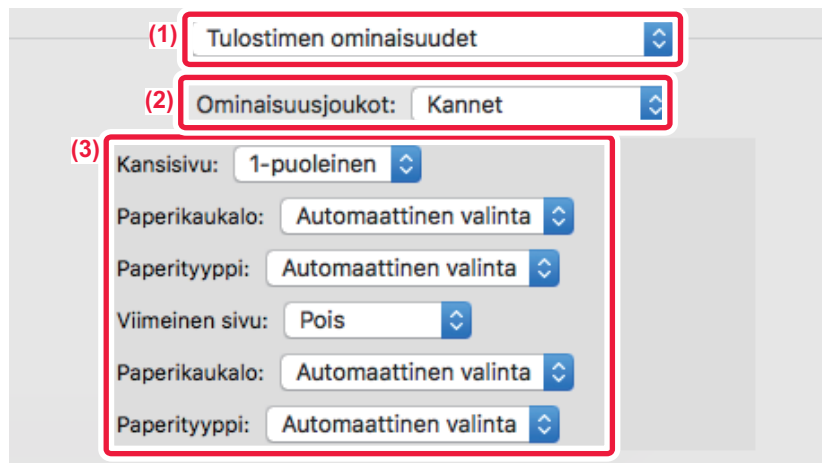 (1) Tulostimen ominaisuudet
(2) Ominaisuusjoukot: Kannet
(3)
Kansisivu: 1-puoleinen
Paperikaukalo: Automaattinen valinta
Paperityyppi: Automaattinen valinta
Viimeinen sivu: Pois
Paperikaukalo: Automaattinen valinta
Paperityyppi: Automaattinen valinta